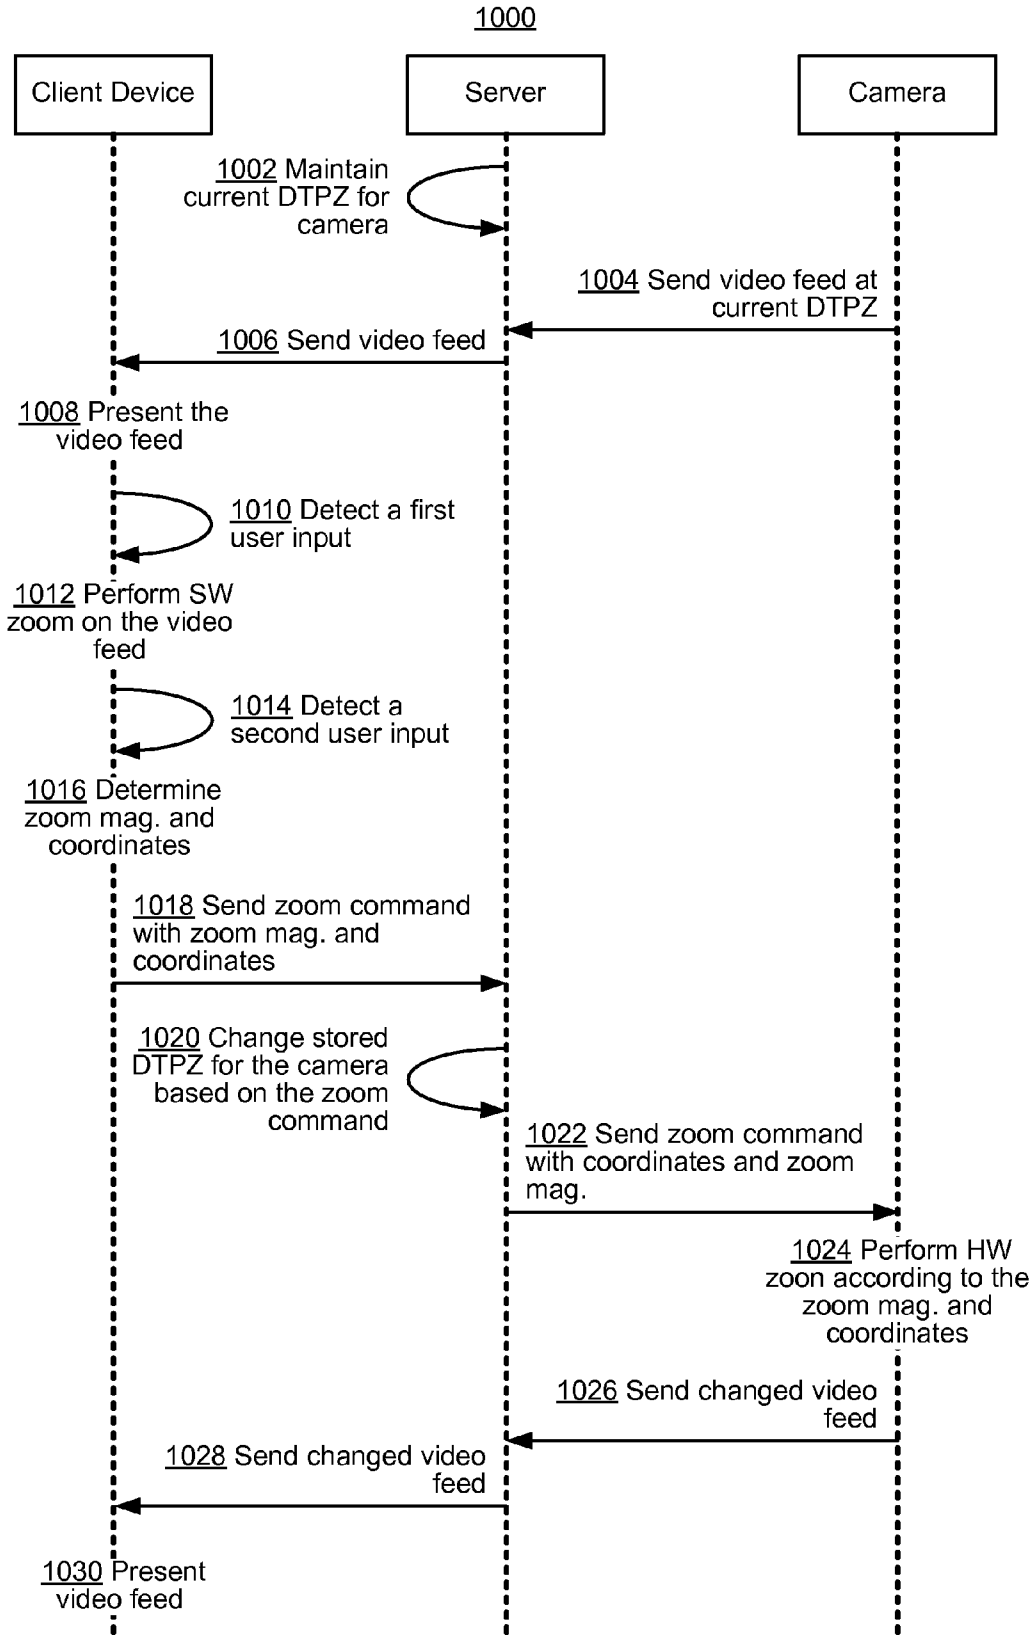 1000
Client Device
Server
Camera
1002 Maintain
current DTPZ for
camera
1004 Send video feed at
current DTPZ
1006 Send video feed
1008 Present the
video feed
1010 Detect a first
user input
1012 Perform SW
zoom on the video
feed
1014 Detect a
second user input
1016 Determine
zoom mag. and
coordinates
1018 Send zoom command
with zoom mag. and
coordinates
1020 Change stored
DTPZ for the camera
based on the zoom
command
1022 Send zoom command
with coordinates and zoom
mag.
1024 Perform HW
zoon according to the
zoom mag. and
coordinates
1026 Send changed video
feed
1028 Send changed video
feed
1030 Present
video feed